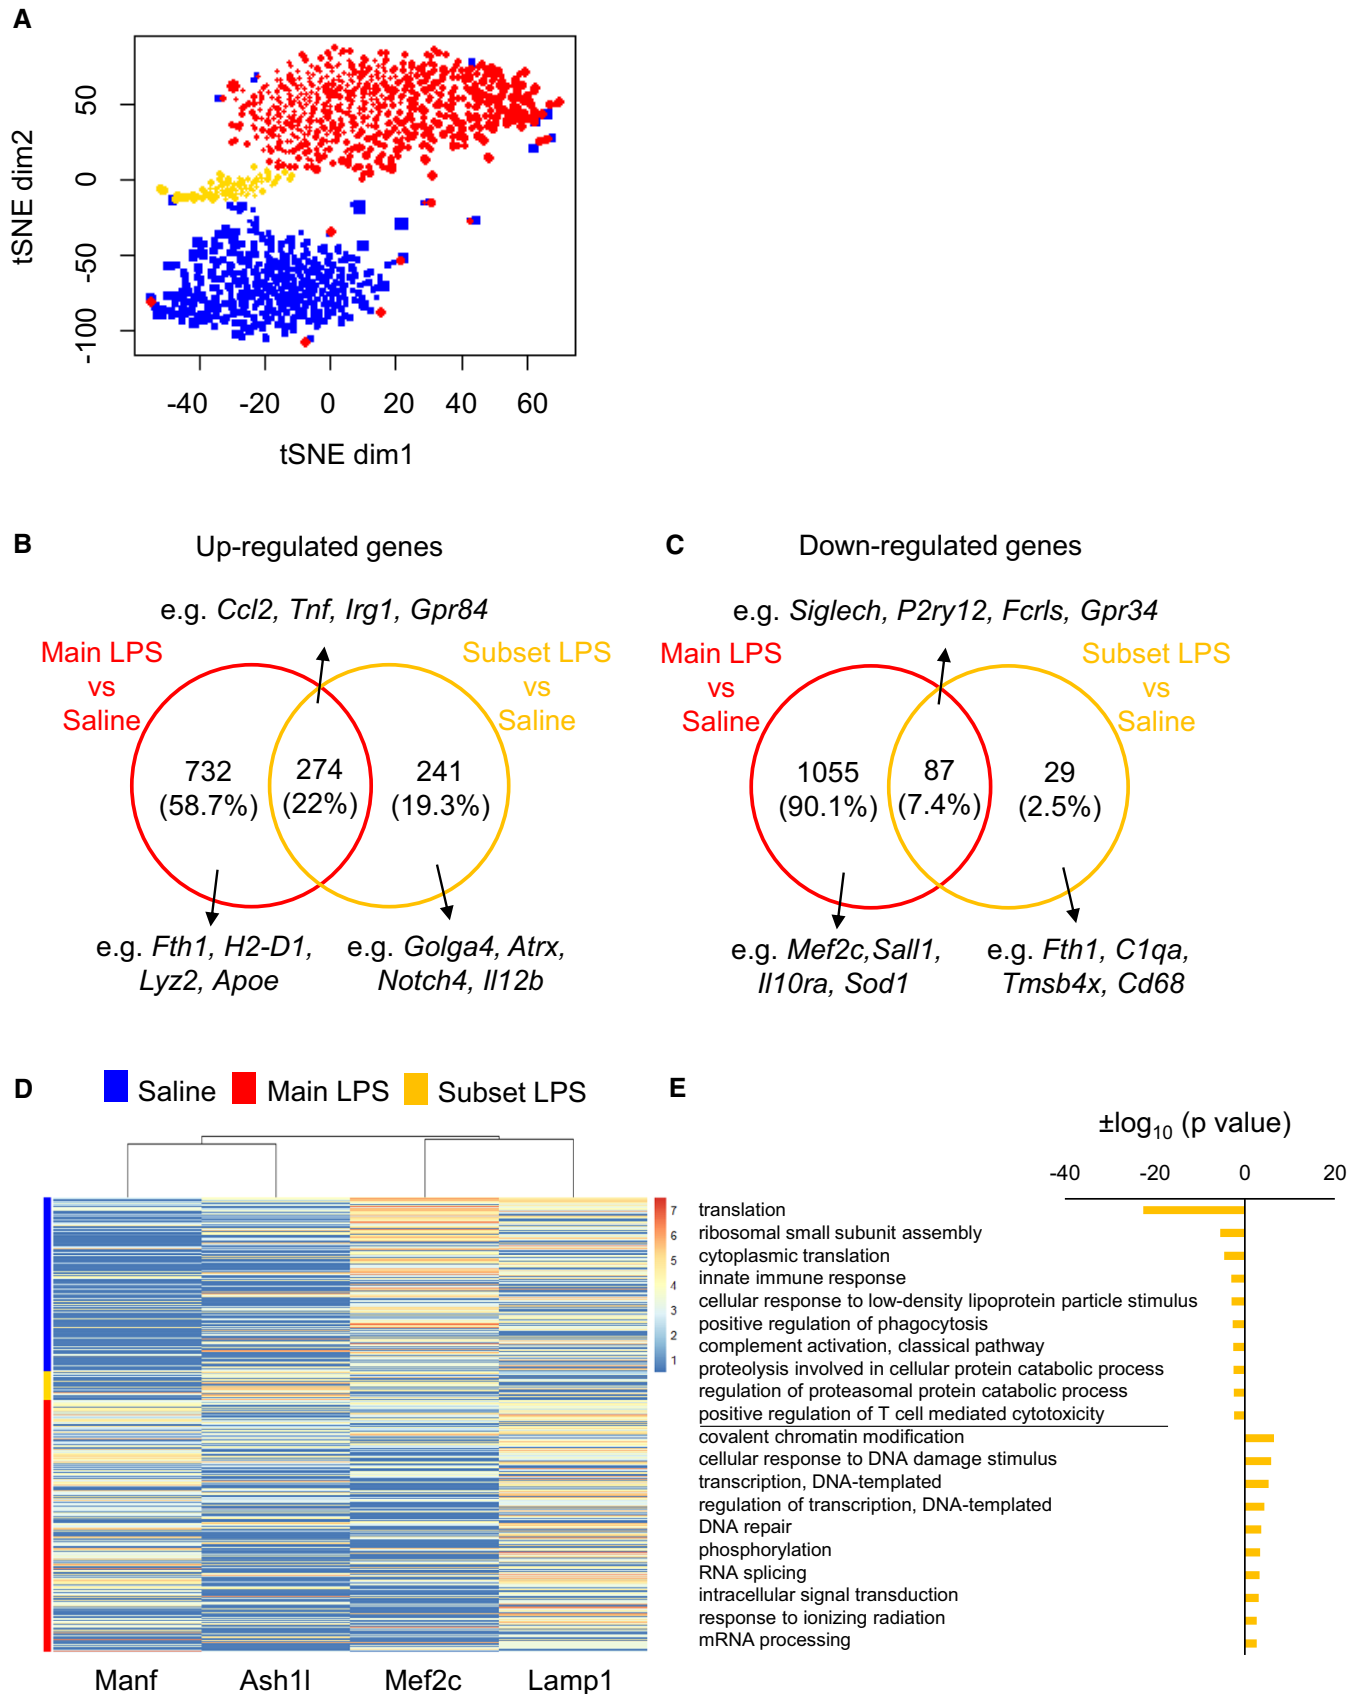 A
tSNE dim2
50
0
-50
-100
-40 -20 0 20 40 60
tSNE dim1
B
Up-regulated genes
e.g. Ccl2, Tnf, Irg1, Gpr84
Main LPS
vs
Saline
Subset LPS
vs
Saline
732
(58.7%)
274
(22%)
241
(19.3%)
e.g. Fth1, H2-D1,
Lyz2, Apoe
e.g. Golga4, Atrx,
Notch4, Il12b
C
Down-regulated genes
e.g. Siglech, P2ry12, Fcrls, Gpr34
Main LPS
vs
Saline
Subset LPS
vs
Saline
1055
(90.1%)
87
(7.4%)
29
(2.5%)
e.g. Mef2c,Sall1,
Il10ra, Sod1
e.g. Fth1, C1qa,
Tmsb4x, Cd68
D
Saline Main LPS Subset LPS
7
6
5
4
3
2
1
Manf Ash1l Mef2c Lamp1
E
±log10 (p value)
-40 -20 0 20
translation
ribosomal small subunit assembly
cytoplasmic translation
innate immune response
cellular response to low-density lipoprotein particle stimulus
positive regulation of phagocytosis
complement activation, classical pathway
proteolysis involved in cellular protein catabolic process
regulation of proteasomal protein catabolic process
positive regulation of T cell mediated cytotoxicity
covalent chromatin modification
cellular response to DNA damage stimulus
transcription, DNA-templated
regulation of transcription, DNA-templated
DNA repair
phosphorylation
RNA splicing
intracellular signal transduction
response to ionizing radiation
mRNA processing